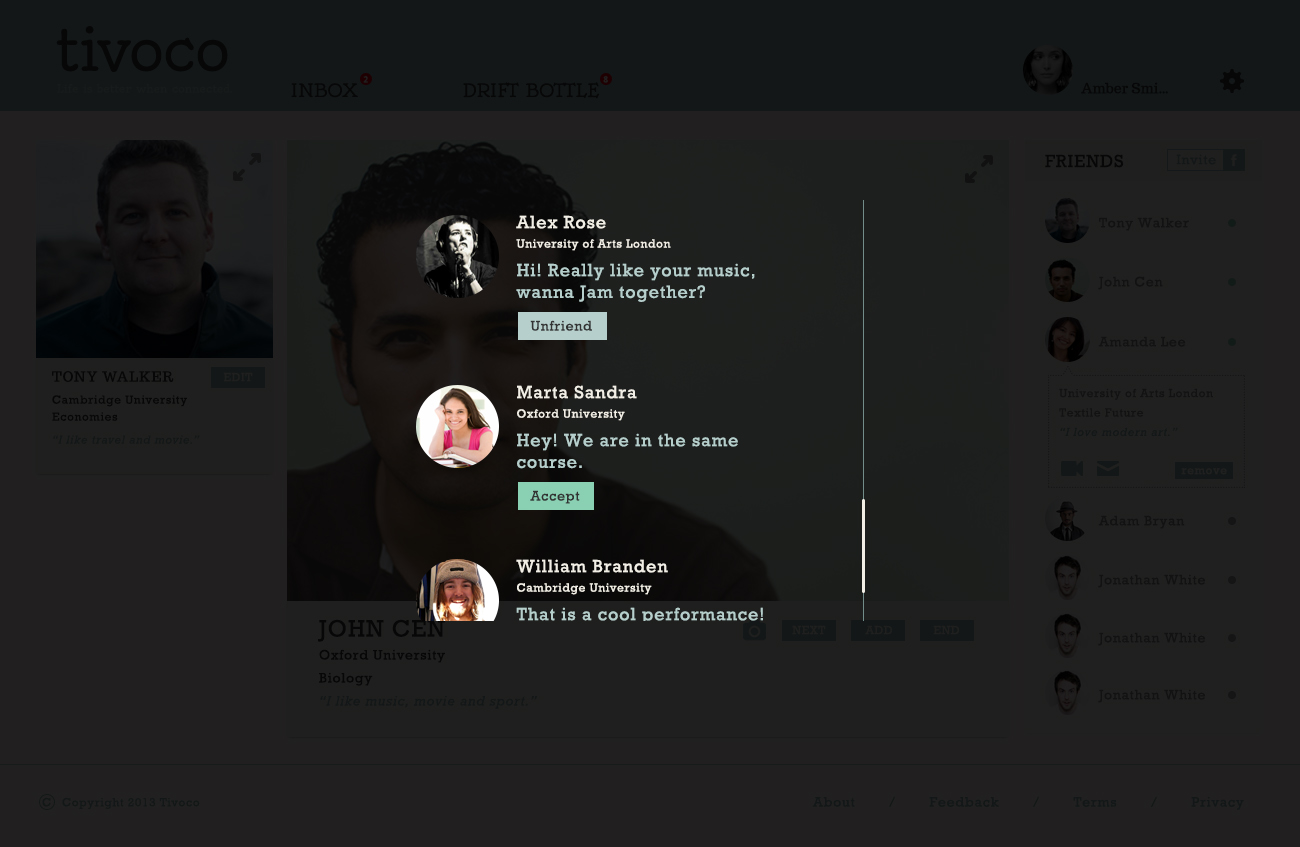 tivoco
INBOX 2
DRIFT BOTTLE 8
Amber Smi...
FRIENDS
Invite f
Tony Walker
John Cen
Amanda Lee
University of Arts London
Textile Future
"I love modern art."
remove
Adam Bryan
Jonathan White
Jonathan White
Jonathan White
TONY WALKER
EDIT
Cambridge University
Economies
"I like travel and movie."
Alex Rose
University of Arts London
Hi! Really like your music,
wanna Jam together?
Unfriend
Marta Sandra
Oxford University
Hey! We are in the same
course.
Accept
William Branden
Cambridge University
That is a cool performance!
JOHN CEN
NEXT
ADD
END
Oxford University
Biology
"I like music, movie and sport."
© Copyright 2013 Tivoco
About / Feedback / Terms / Privacy